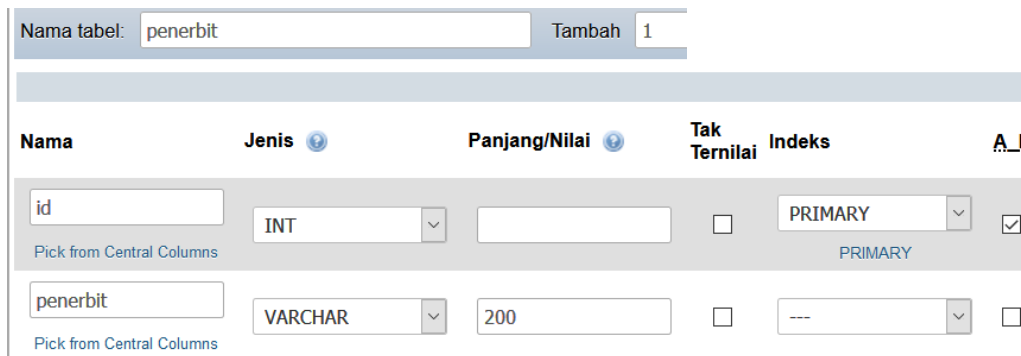 Nama tabel: penerbit Tambah 1
Nama Jenis Panjang/Nilai Tak Ternilai Indeks A_I
id INT PRIMARY
Pick from Central Columns PRIMARY
penerbit VARCHAR 200 ---
Pick from Central Columns